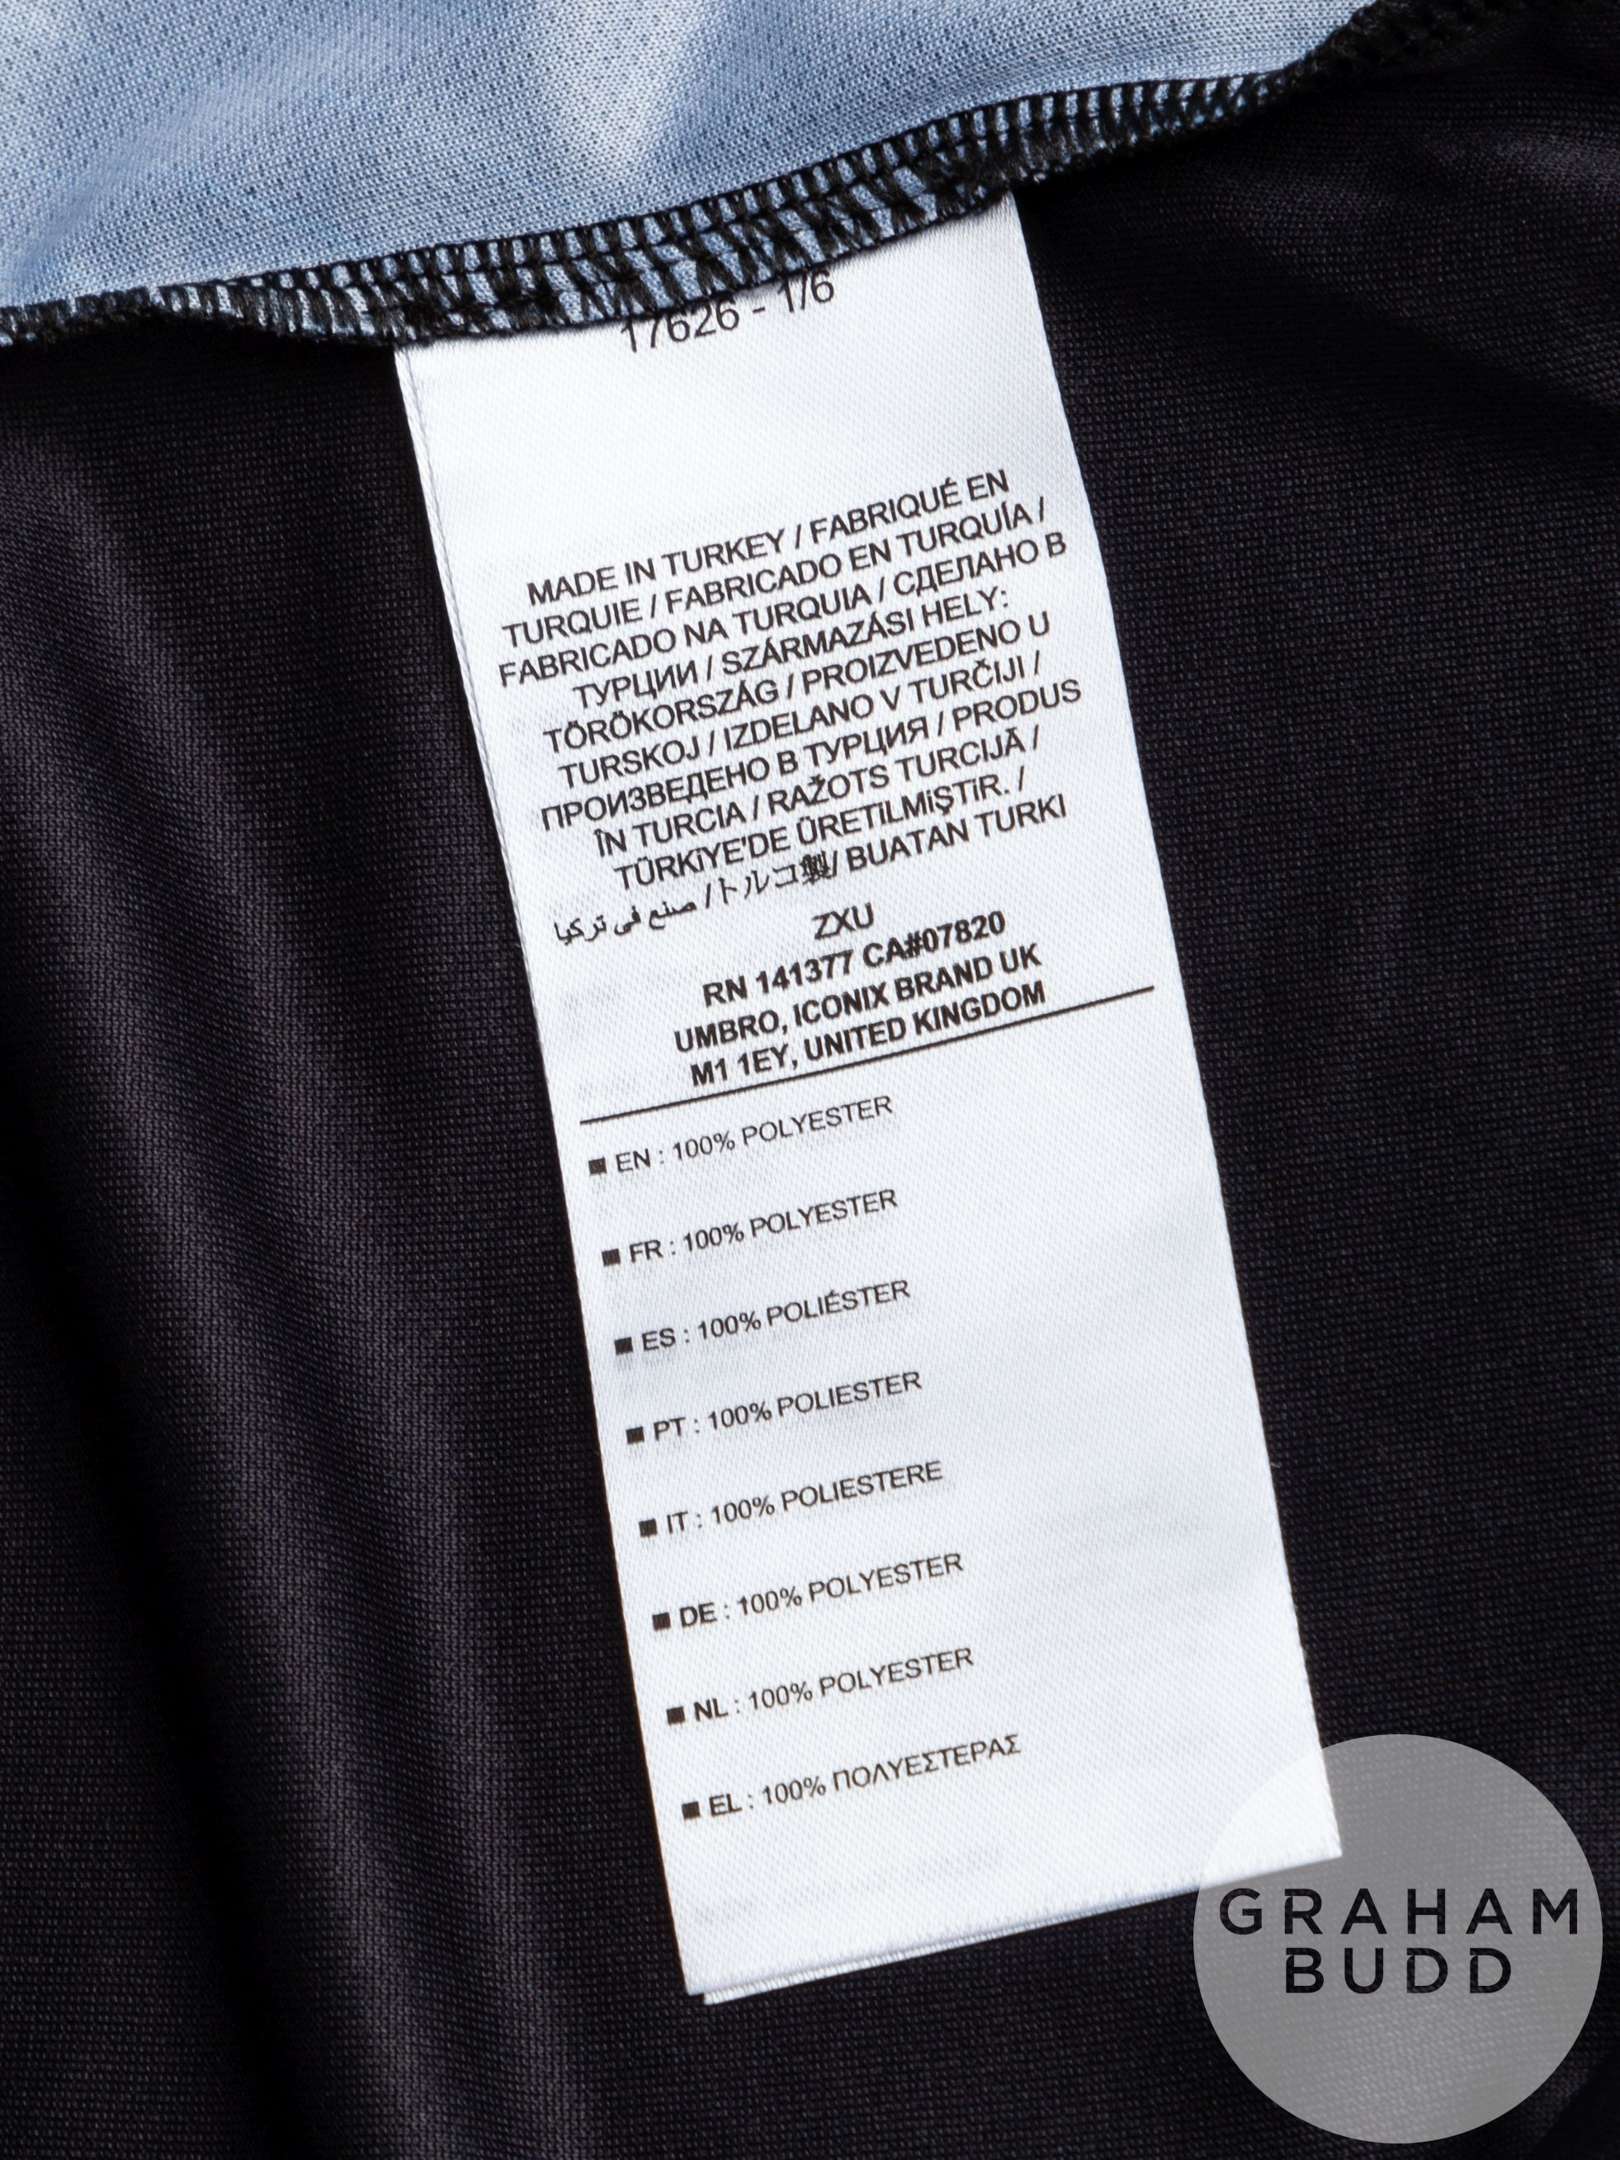 17626 - 1/6
MADE IN TURKEY / FABRIQUÉ EN
TURQUIE / FABRICADO EN TURQUÍA /
FABRICADO NA TURQUIA / СДЕЛАНО В
ТУРЦИИ / SZÁRMAZÁSI HELY:
TÖRÖKORSZÁG / PROIZVEDENO U
TURSKOJ / IZDELANO V TURČIJI /
ПРОИЗВЕДЕНО В ТУРЦИЯ / PRODUS
ÎN TURCIA / RAŽOTS TURCIJĀ /
TÜRKiYE'DE ÜRETiLMiŞTiR. /
صنع في تركيا /トルコ製/ BUATAN TURKI
ZXU
RN 141377 CA#07820
UMBRO, ICONIX BRAND UK
M1 1EY, UNITED KINGDOM
■ EN : 100% POLYESTER
■ FR : 100% POLYESTER
■ ES : 100% POLIÉSTER
■ PT : 100% POLIESTER
■ IT : 100% POLIESTERE
■ DE : 100% POLYESTER
■ NL : 100% POLYESTER
■ EL : 100% ΠΟΛΥΕΣΤΕΡΑΣ
GRAHAM
BUDD